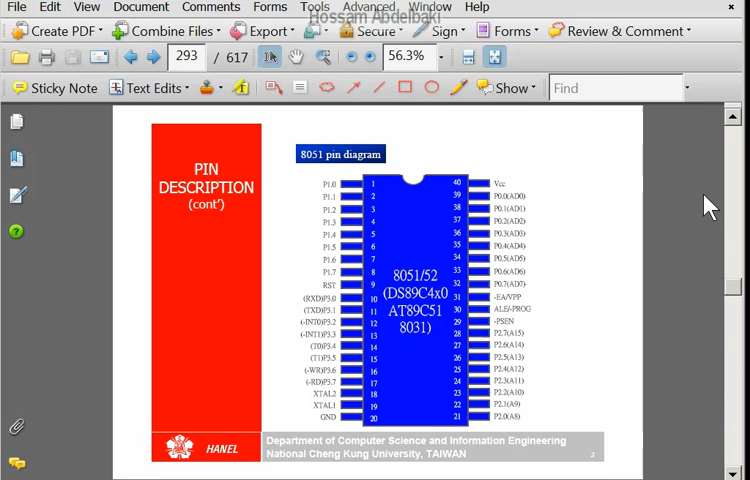 File Edit View Document Comments Forms Tools Advanced Window Help
Hossam Abdelbaki
Create PDF Combine Files Export Secure Sign Forms Review & Comment
293 / 617 56.3%
Sticky Note Text Edits Show Find
PIN
DESCRIPTION
(cont')
8051 pin diagram
P1.0 1 40 Vcc
P1.1 2 39 P0.0(AD0)
P1.2 3 38 P0.1(AD1)
P1.3 4 37 P0.2(AD2)
P1.4 5 36 P0.3(AD3)
P1.5 6 35 P0.4(AD4)
P1.6 7 34 P0.5(AD5)
P1.7 8 33 P0.6(AD6)
RST 9 32 P0.7(AD7)
(RXD)P3.0 10 31 -EA/VPP
(TXD)P3.1 11 30 ALE/-PROG
(-INT0)P3.2 12 29 -PSEN
(-INT1)P3.3 13 28 P2.7(A15)
(T0)P3.4 14 27 P2.6(A14)
(T1)P3.5 15 26 P2.5(A13)
(-WR)P3.6 16 25 P2.4(A12)
(-RD)P3.7 17 24 P2.3(A11)
XTAL2 18 23 P2.2(A10)
XTAL1 19 22 P2.1(A9)
GND 20 21 P2.0(A8)
8051/52
(DS89C4x0
AT89C51
8031)
HANEL
Department of Computer Science and Information Engineering
National Cheng Kung University, TAIWAN
3